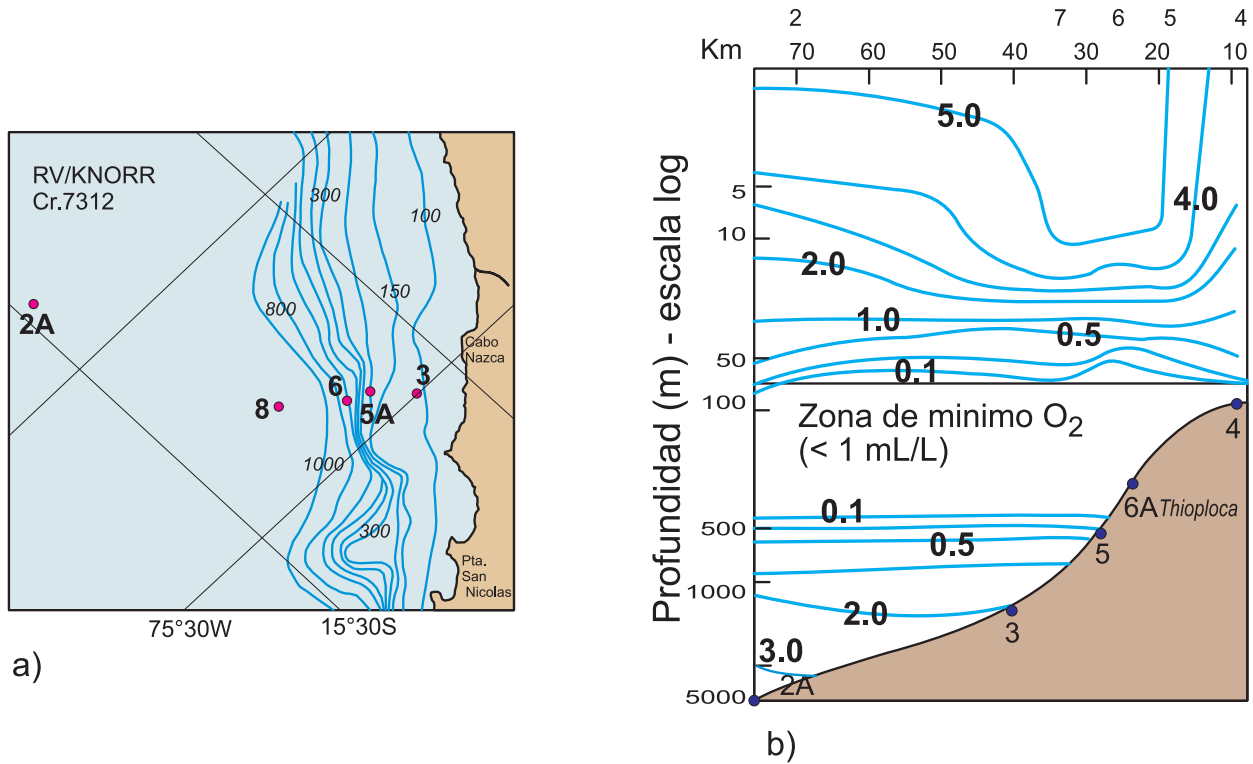 RV/KNORR
Cr.7312
300
100
150
800
2A
Cabo
Nazca
6
3
8
5A
1000
300
Pta.
San
Nicolas
75°30W
15°30S
a)
2
7
6
5
4
Km
70
60
50
40
30
20
10
Profundidad (m) - escala log
5.0
5
4.0
10
2.0
1.0
0.5
50
0.1
100
Zona de minimo O2
(< 1 mL/L)
4
0.1
6A Thioploca
500
0.5
5
1000
2.0
3
3.0
2A
5000
b)